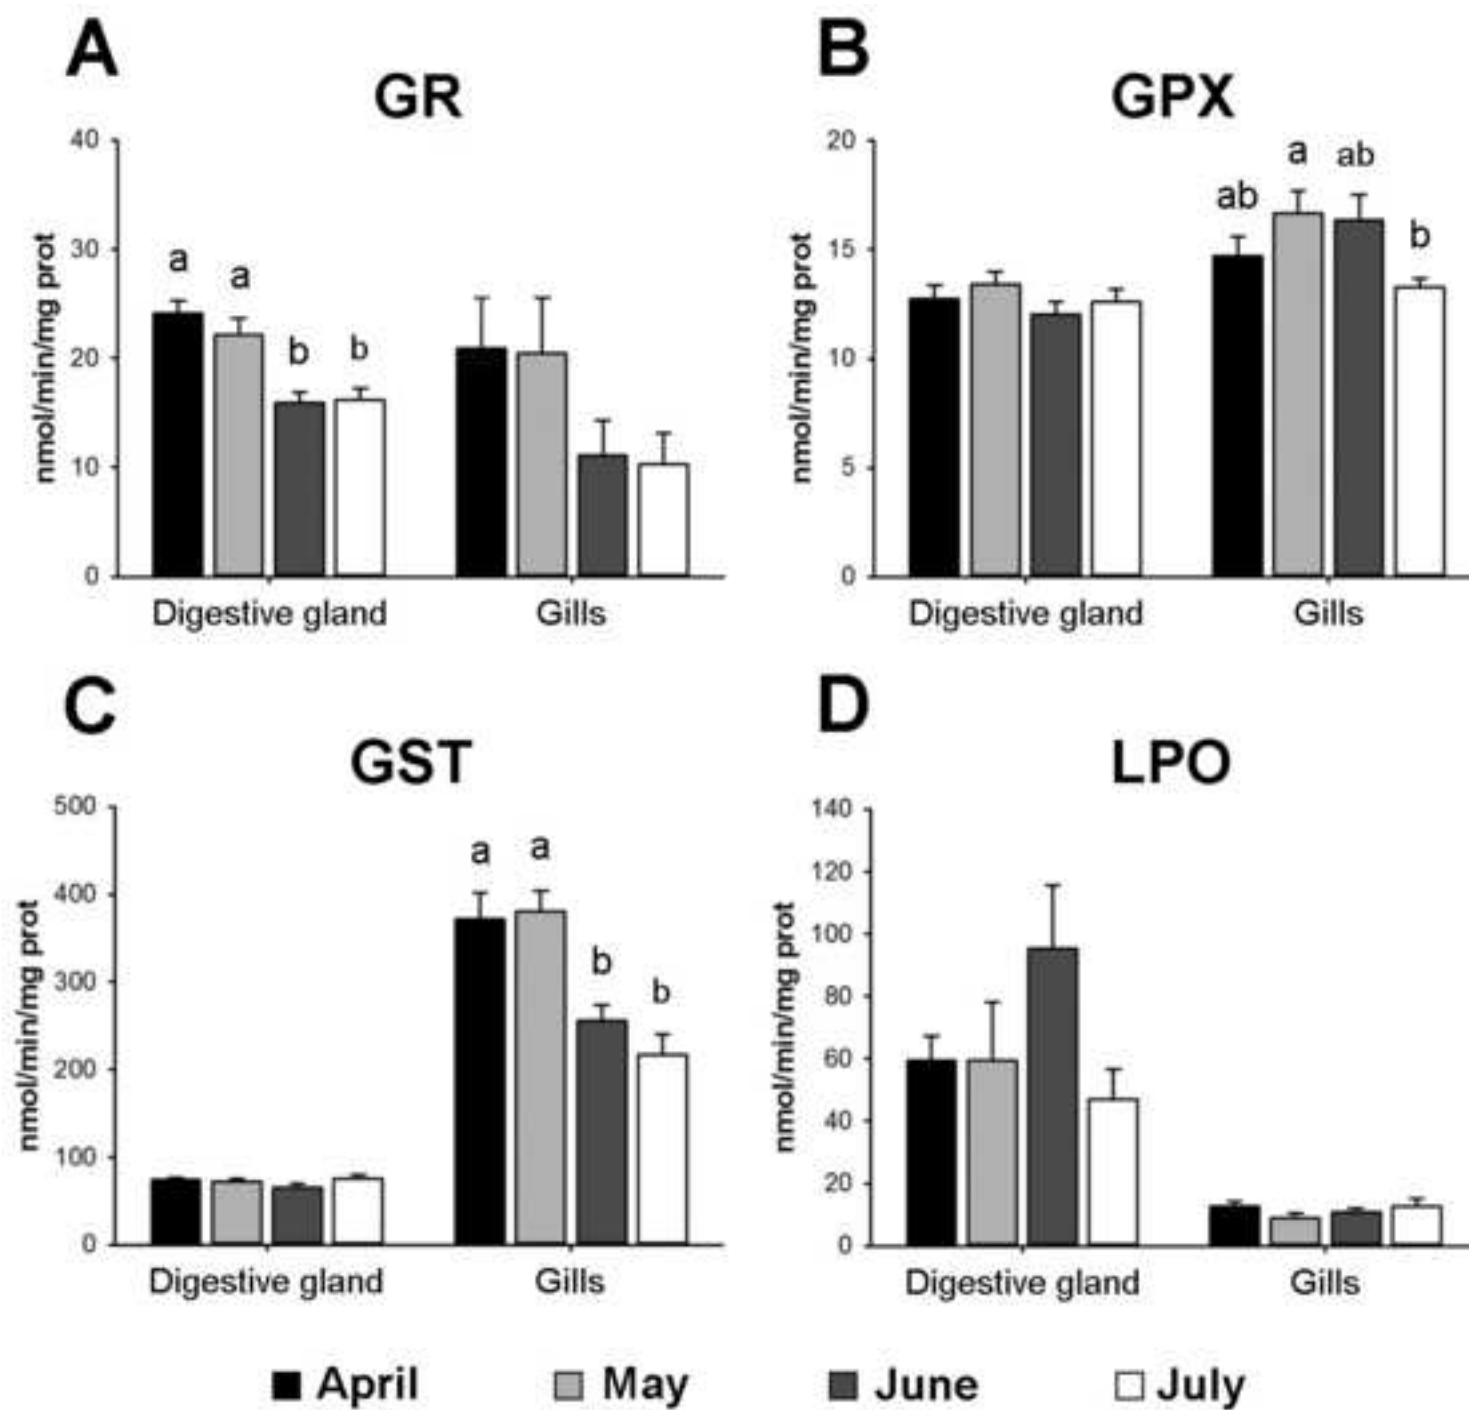 A
GR
40
30
20
10
0
nmol/min/mg prot
a
a
b
b
Digestive gland
Gills
B
GPX
20
15
10
5
0
nmol/min/mg prot
ab
a
ab
b
Digestive gland
Gills
C
GST
500
400
300
200
100
0
nmol/min/mg prot
a
a
b
b
Digestive gland
Gills
D
LPO
140
120
100
80
60
40
20
0
nmol/min/mg prot
Digestive gland
Gills
April May June July